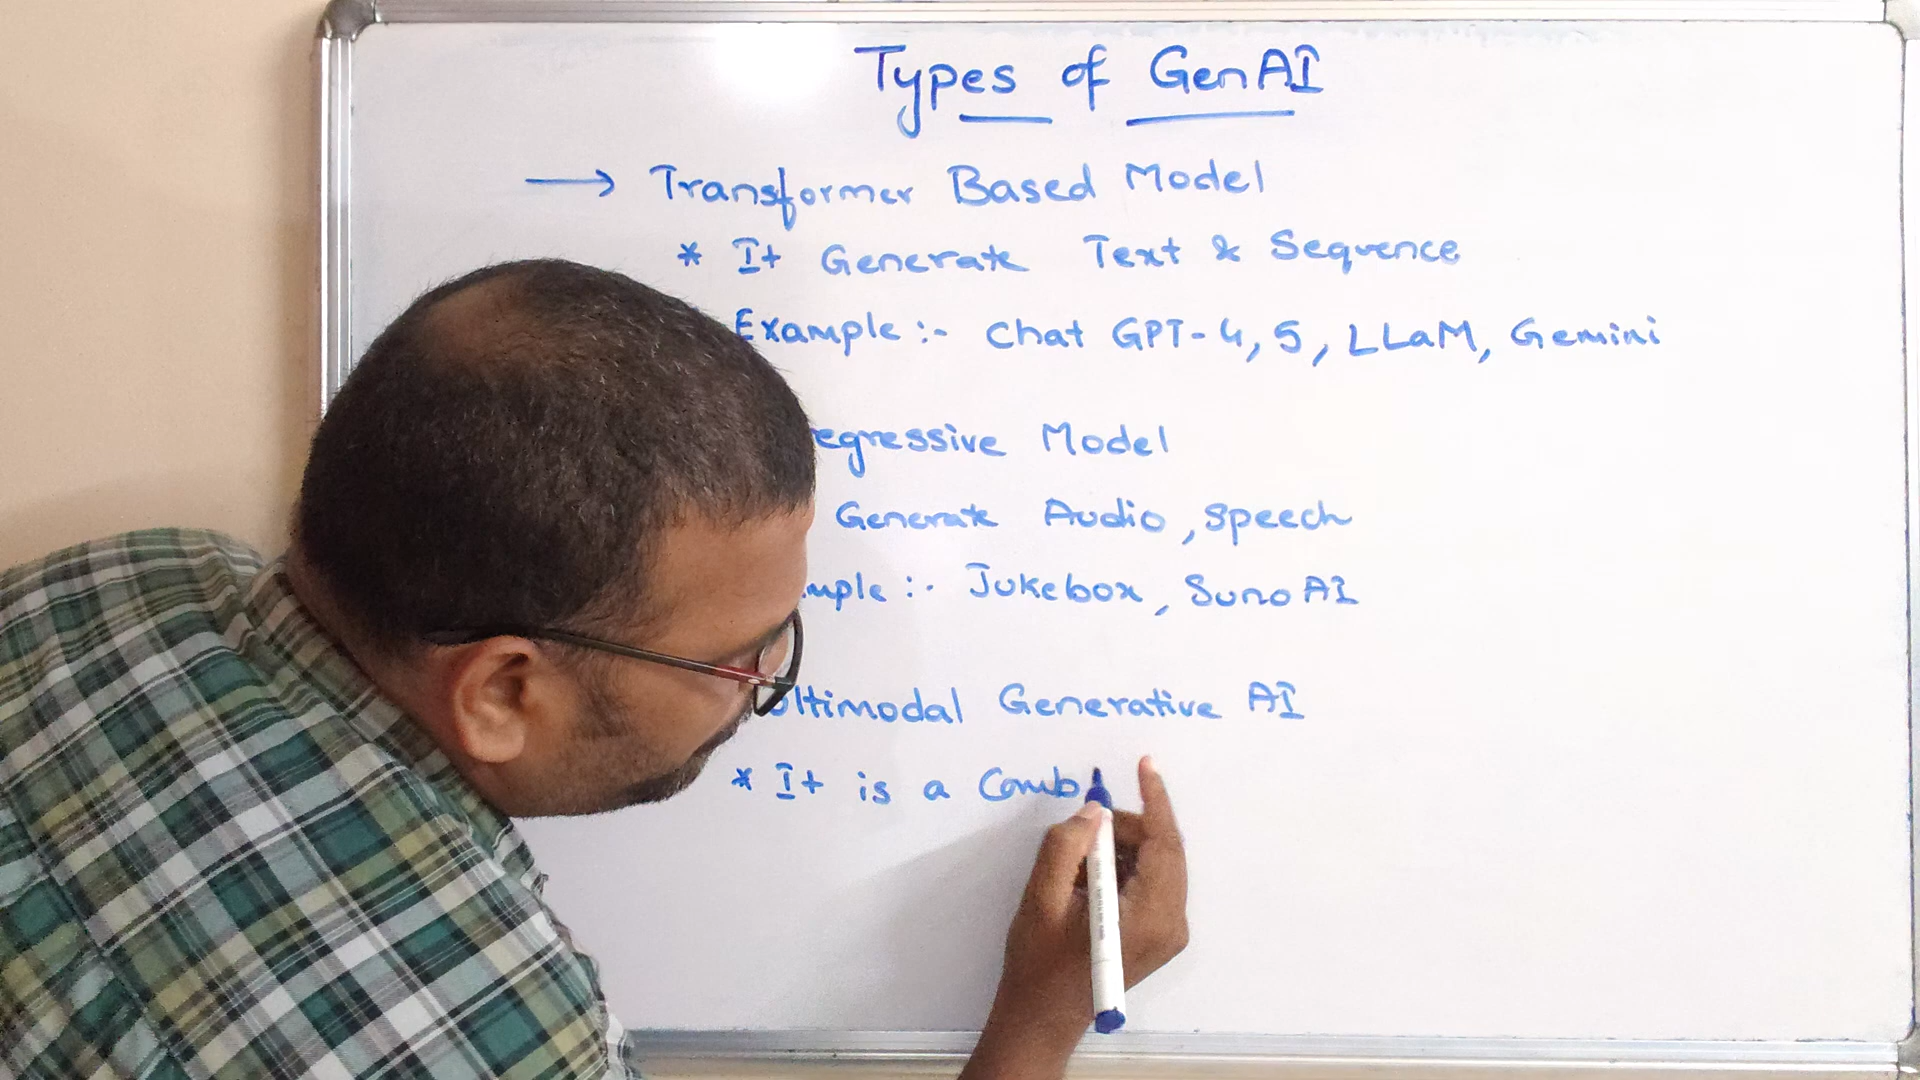 Types of GenAI
→ Transformer Based Model
* It Generate Text & Sequence
Example :- Chat GPT-4, 5, LLaM, Gemini
egressive Model
Generate Audio, Speech
mple :- Jukebox, Suno AI
ltimodal Generative AI
* It is a Comb